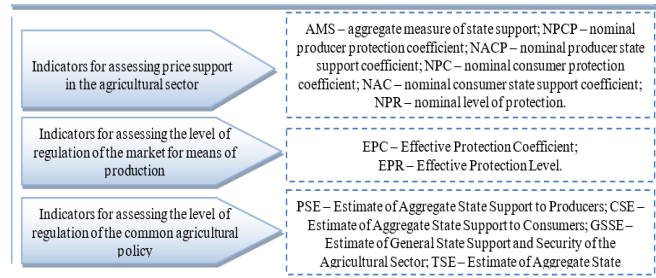 Indicators for assessing price support
in the agricultural sector
AMS – aggregate measure of state support; NPCP – nominal
producer protection coefficient; NACP – nominal producer state
support coefficient; NPC – nominal consumer protection
coefficient; NAC – nominal consumer state support coefficient;
NPR – nominal level of protection.
Indicators for assessing the level of
regulation of the market for means of
production
EPC – Effective Protection Coefficient;
EPR – Effective Protection Level.
Indicators for assessing the level of
regulation of the common agricultural
policy
PSE – Estimate of Aggregate State Support to Producers; CSE –
Estimate of Aggregate State Support to Consumers; GSSE –
Estimate of General State Support and Security of the
Agricultural Sector; TSE – Estimate of Aggregate State